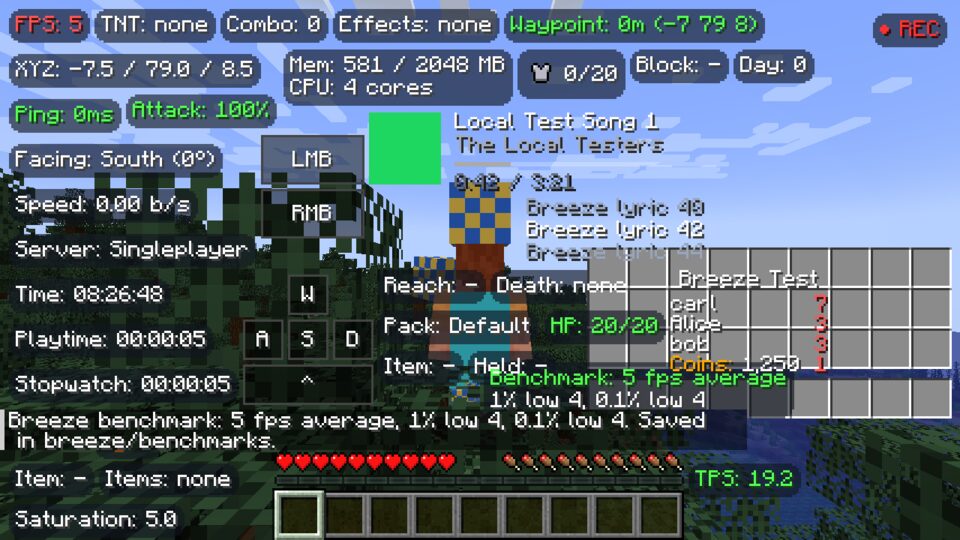 FPS: 5 TNT: none Combo: 0 Effects: none Waypoint: 0m (-7 79 8) REC
XYZ: -7.5 / 79.0 / 8.5 Mem: 581 / 2048 MB 0/20 Block: - Day: 0
CPU: 4 cores
Ping: 0ms Attack: 100%
Local Test Song 1
The Local Testers
Facing: South (0°) LMB
0:42 / 3:21
Speed: 0.00 b/s RMB
Breeze lyric 40
Breeze lyric 42
Breeze lyric 44
Server: Singleplayer
Breeze Test
Reach: - Death: none
Time: 08:26:48 W
carl 7
Pack: Default HP: 20/20 Alice 3
Playtime: 00:00:05 A S D
bob 3
Item: - Held: - Coins: 1,250 1
Stopwatch: 00:00:05 ^
Benchmark: 5 fps average
1% low 4, 0.1% low 4
Breeze benchmark: 5 fps average, 1% low 4, 0.1% low 4. Saved
in breeze/benchmarks.
Item: - Items: none TPS: 19.2
Saturation: 5.0